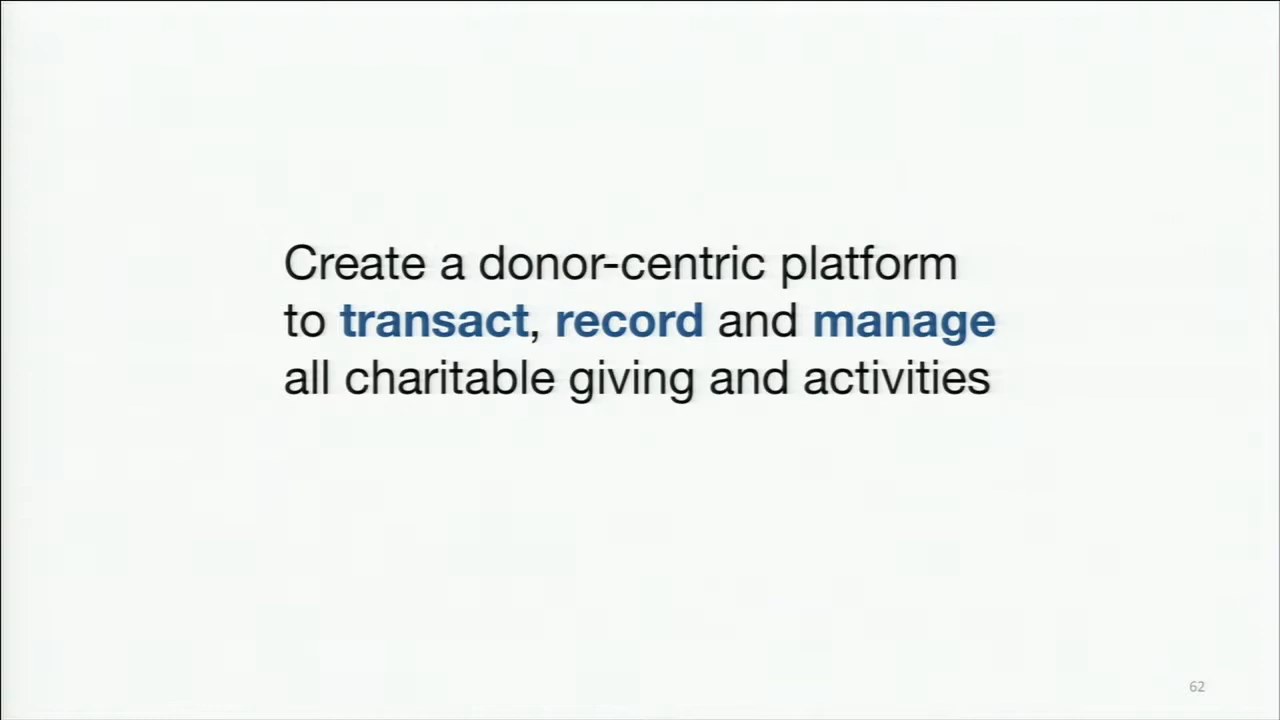 Create a donor-centric platform
to transact, record and manage
all charitable giving and activities
62